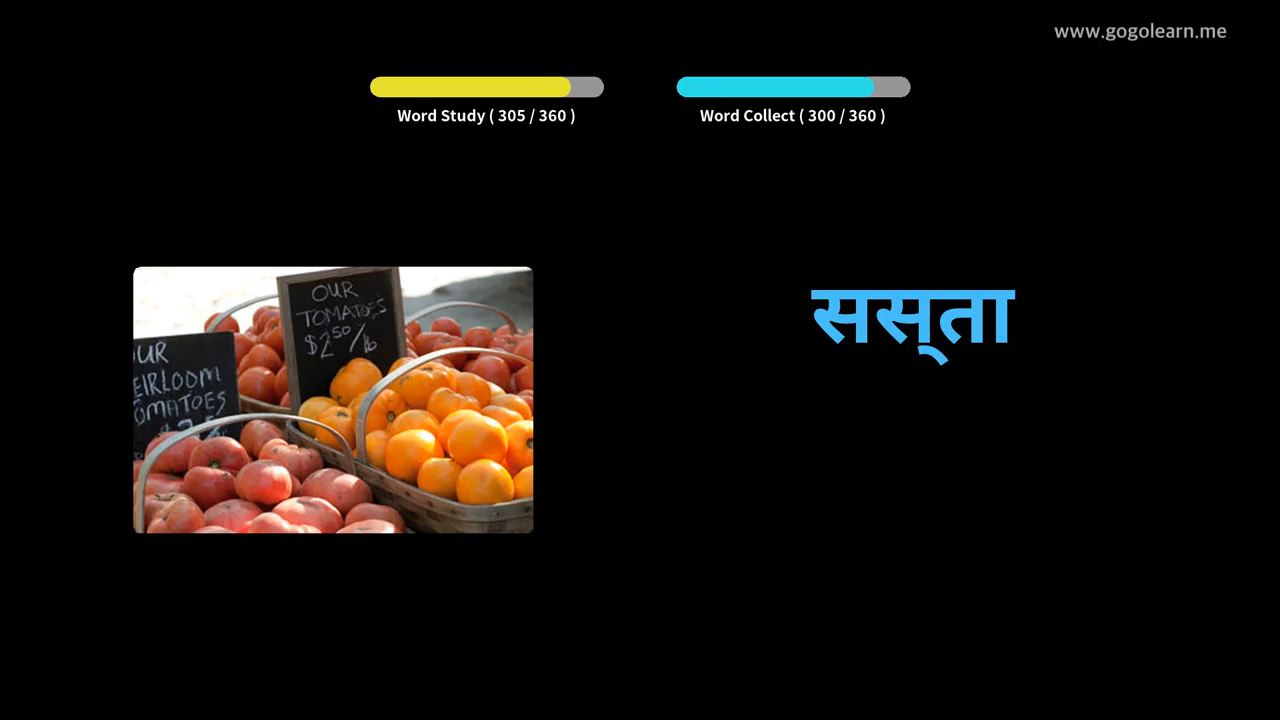 www.gogolearn.me
Word Study ( 305 / 360 )
Word Collect ( 300 / 360 )
सस्‌ता
OUR
TOMATOES
$2.50/lb
UR
EIRLOOM
OMATOES